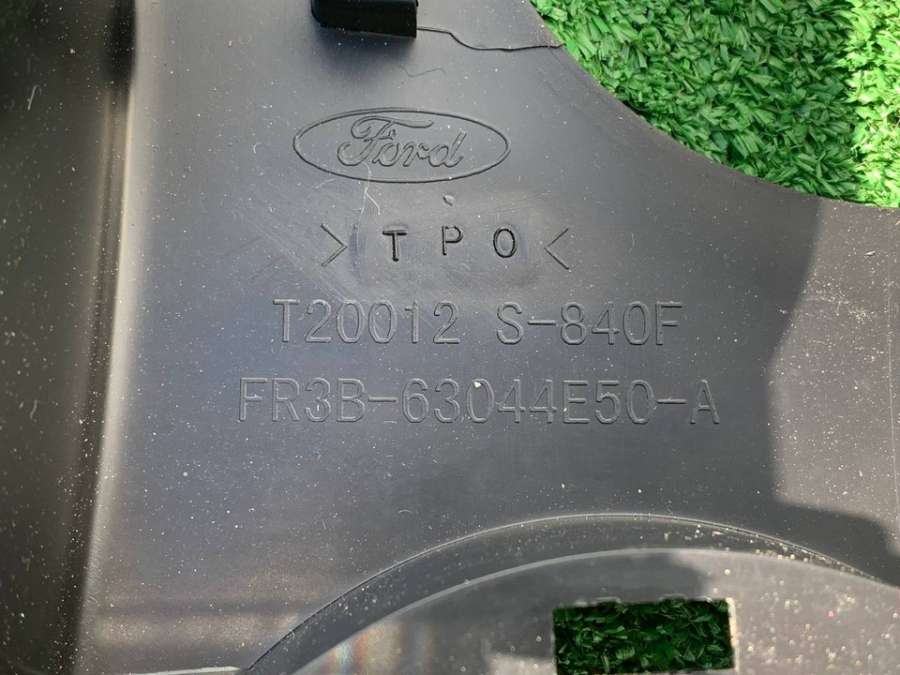 Ford
>TPO<
T20012 S-840F
FR3B-63044E50-A